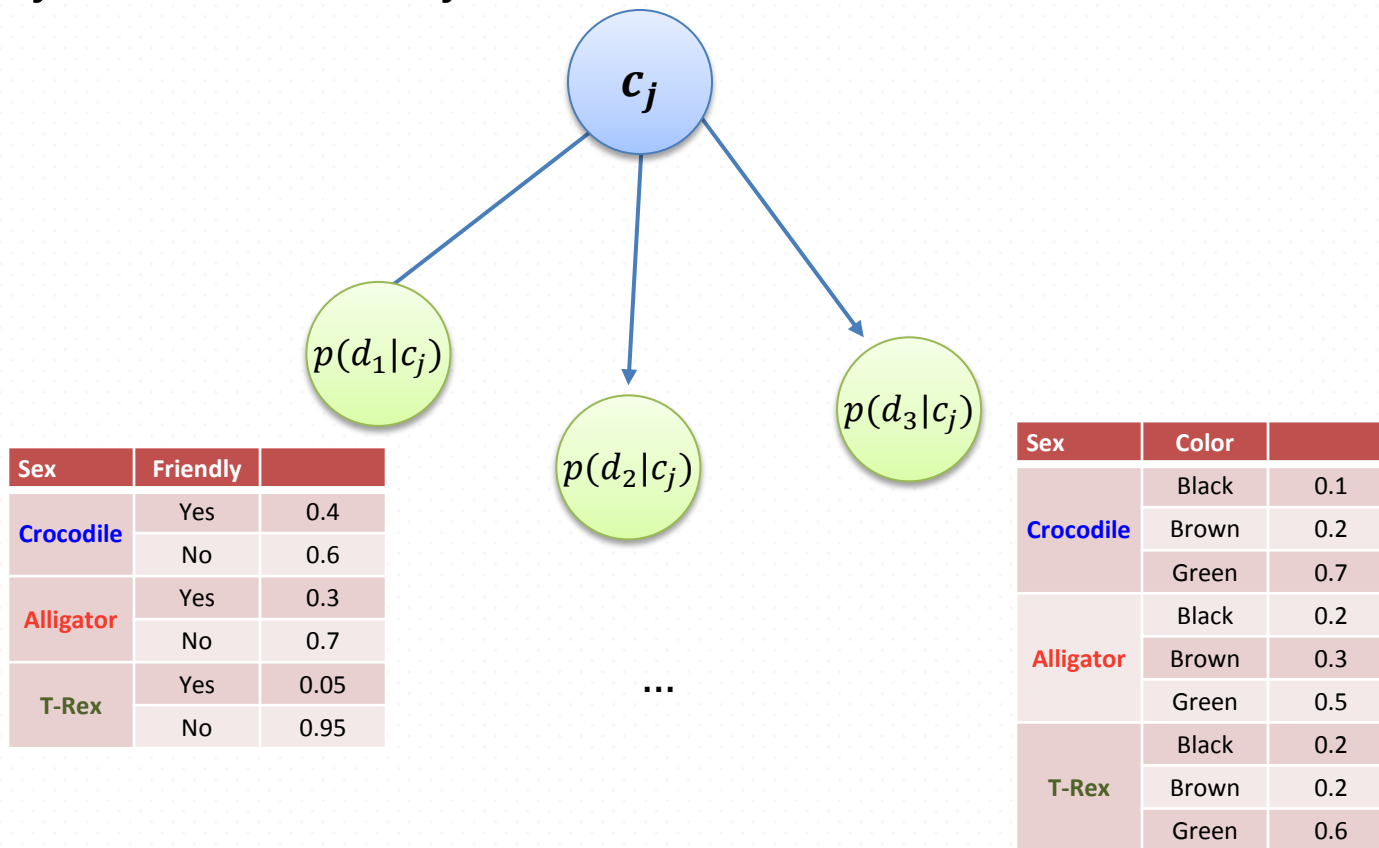 c_j
p(d_1|c_j)
p(d_2|c_j)
p(d_3|c_j)
Sex Friendly
Crocodile Yes 0.4
No 0.6
Alligator Yes 0.3
No 0.7
T-Rex Yes 0.05
No 0.95
...
Sex Color
Crocodile Black 0.1
Brown 0.2
Green 0.7
Alligator Black 0.2
Brown 0.3
Green 0.5
T-Rex Black 0.2
Brown 0.2
Green 0.6